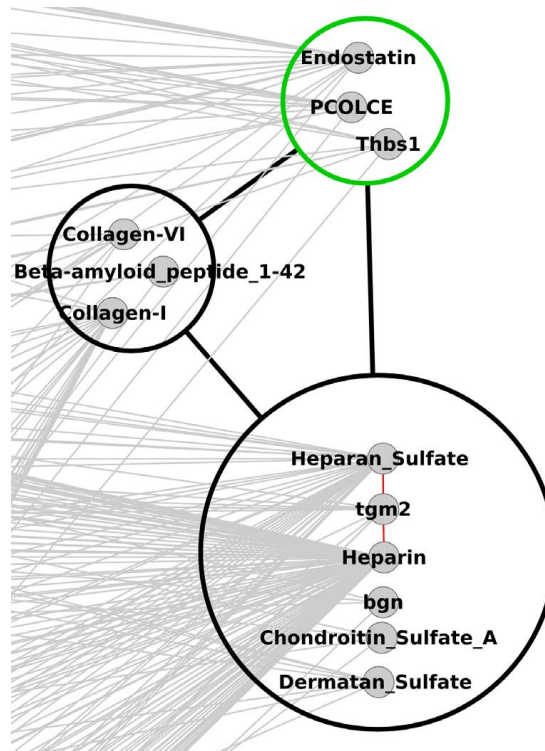 Endostatin
PCOLCE
Thbs1
Collagen-VI
Beta-amyloid_peptide_1-42
Collagen-I
Heparan_Sulfate
tgm2
Heparin
bgn
Chondroitin_Sulfate_A
Dermatan_Sulfate